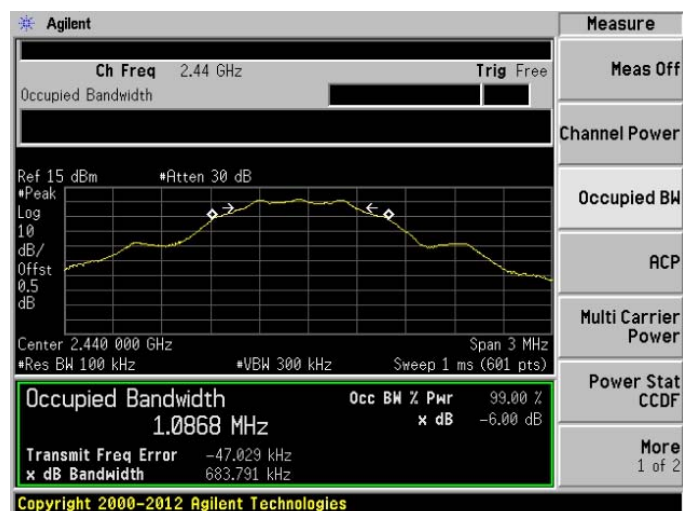 Agilent
Measure
Ch Freq 2.44 GHz Trig Free
Occupied Bandwidth
Meas Off
Channel Power
Occupied BW
ACP
Multi Carrier
Power
Power Stat
CCDF
More
1 of 2
Ref 15 dBm #Atten 30 dB
#Peak
Log
10
dB/
Offst
0.5
dB
Center 2.440 000 GHz Span 3 MHz
#Res BW 100 kHz #VBW 300 kHz Sweep 1 ms (601 pts)
Occupied Bandwidth Occ BW % Pwr 99.00 %
1.0868 MHz x dB -6.00 dB
Transmit Freq Error -47.029 kHz
x dB Bandwidth 683.791 kHz
Copyright 2000-2012 Agilent Technologies